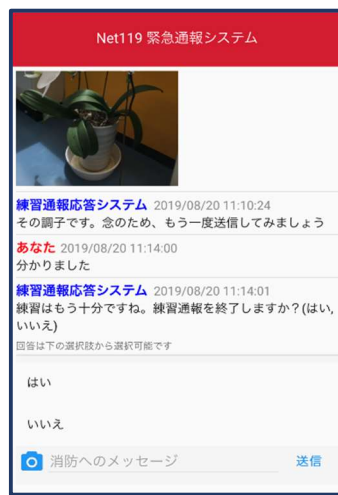 Net119 緊急通報システム
練習通報応答システム 2019/08/20 11:10:24
その調子です。念のため、もう一度送信してみましょう
あなた 2019/08/20 11:14:00
分かりました
練習通報応答システム 2019/08/20 11:14:01
練習はもう十分ですね。練習通報を終了しますか？(はい,
いいえ)
回答は下の選択肢から選択可能です
はい
いいえ
消防へのメッセージ 送信